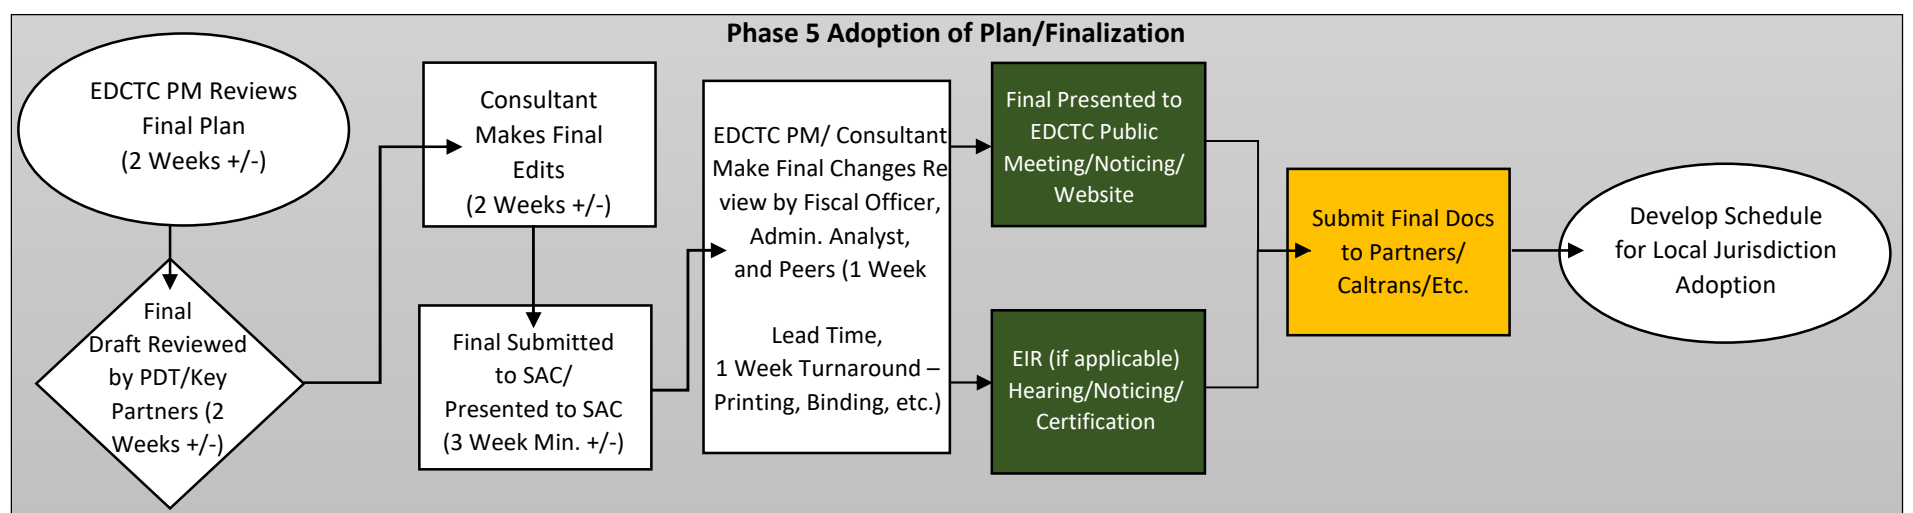 Phase 5 Adoption of Plan/Finalization
EDCTC PM Reviews
Final Plan
(2 Weeks +/-)
Final
Draft Reviewed
by PDT/Key
Partners (2
Weeks +/-)
Consultant
Makes Final
Edits
(2 Weeks +/-)
Final Submitted
to SAC/
Presented to SAC
(3 Week Min. +/-)
EDCTC PM/ Consultant
Make Final Changes Re
view by Fiscal Officer,
Admin. Analyst,
and Peers (1 Week
Lead Time,
1 Week Turnaround –
Printing, Binding, etc.)
Final Presented to
EDCTC Public
Meeting/Noticing/
Website
EIR (if applicable)
Hearing/Noticing/
Certification
Submit Final Docs
to Partners/
Caltrans/Etc.
Develop Schedule
for Local Jurisdiction
Adoption